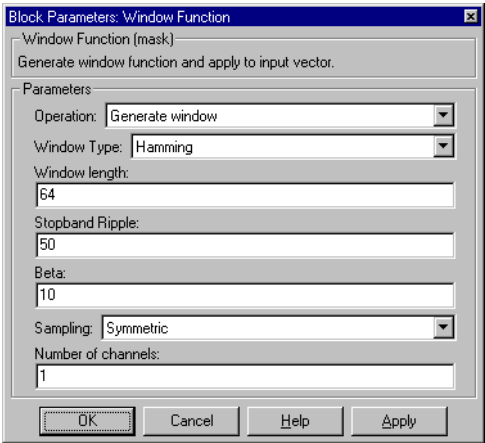 Block Parameters: Window Function
Window Function (mask)
Generate window function and apply to input vector.
Parameters
Operation: Generate window
Window Type: Hamming
Window length:
64
Stopband Ripple:
50
Beta:
10
Sampling: Symmetric
Number of channels:
1
OK Cancel Help Apply